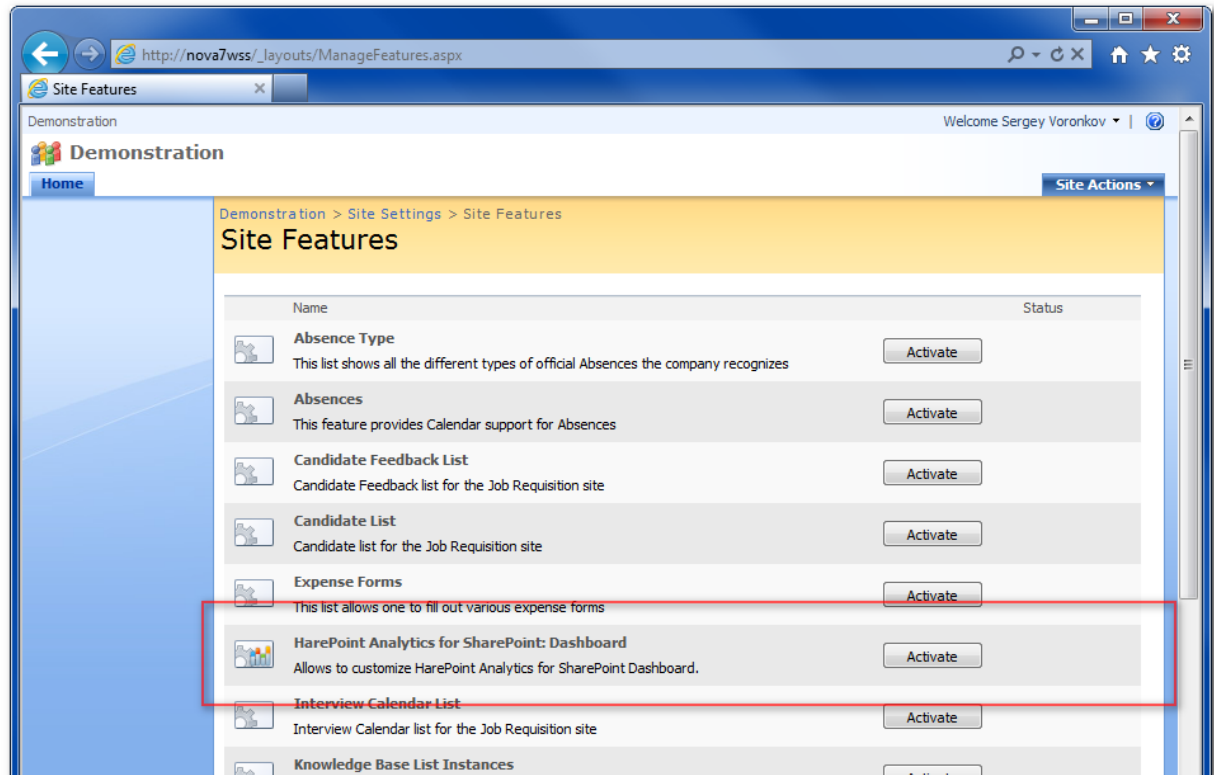 http://nova7wss/_layouts/ManageFeatures.aspx
Site Features
Demonstration
Welcome Sergey Voronkov
Demonstration
Home
Site Actions
Demonstration > Site Settings > Site Features
Site Features
Name Status
Absence Type
This list shows all the different types of official Absences the company recognizes
Activate
Absences
This feature provides Calendar support for Absences
Activate
Candidate Feedback List
Candidate Feedback list for the Job Requisition site
Activate
Candidate List
Candidate list for the Job Requisition site
Activate
Expense Forms
This list allows one to fill out various expense forms
Activate
HarePoint Analytics for SharePoint: Dashboard
Allows to customize HarePoint Analytics for SharePoint Dashboard.
Activate
Interview Calendar List
Interview Calendar list for the Job Requisition site
Activate
Knowledge Base List Instances